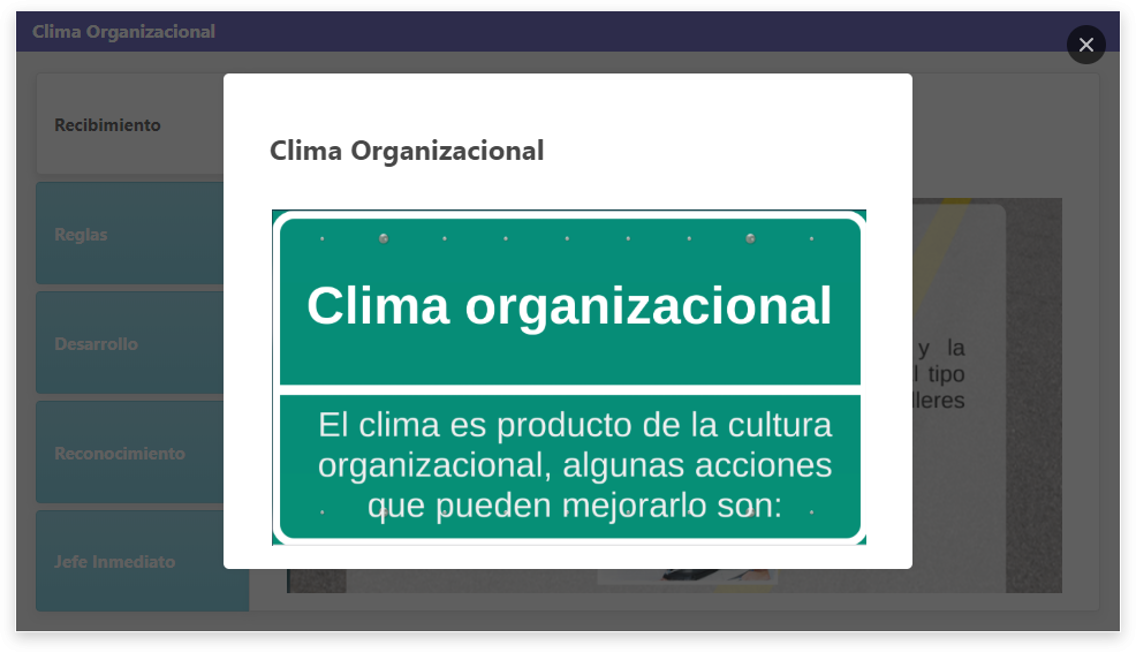 Clima Organizacional
Recibimiento
Reglas
Desarrollo
Reconocimiento
Jefe Inmediato
Clima Organizacional
Clima organizacional
El clima es producto de la cultura
organizacional, algunas acciones
que pueden mejorarlo son:
y la
tipo